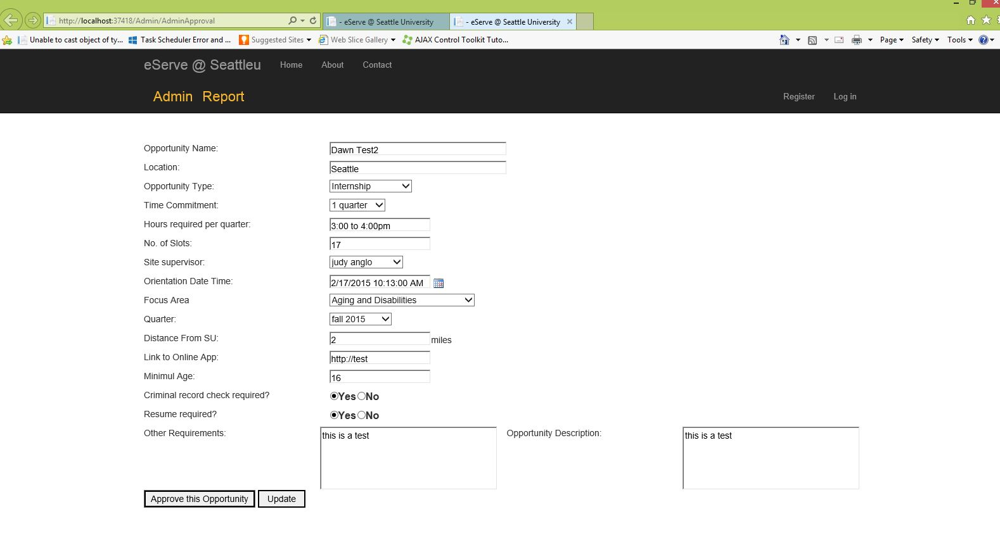 http://localhost:37418/Admin/AdminApproval
- eServe @ Seattle University
- eServe @ Seattle University
Unable to cast object of ty... Task Scheduler Error and ... Suggested Sites Web Slice Gallery AJAX Control Toolkit Tuto... Page Safety Tools
eServe @ Seattleu Home About Contact
Admin Report Register Log in
Opportunity Name: Dawn Test2
Location: Seattle
Opportunity Type: Internship
Time Commitment: 1 quarter
Hours required per quarter: 3:00 to 4:00pm
No. of Slots: 17
Site supervisor: judy anglo
Orientation Date Time: 2/17/2015 10:13:00 AM
Focus Area Aging and Disabilities
Quarter: fall 2015
Distance From SU: 2 miles
Link to Online App: http://test
Minimul Age: 16
Criminal record check required? Yes No
Resume required? Yes No
Other Requirements: this is a test Opportunity Description: this is a test
Approve this Opportunity Update